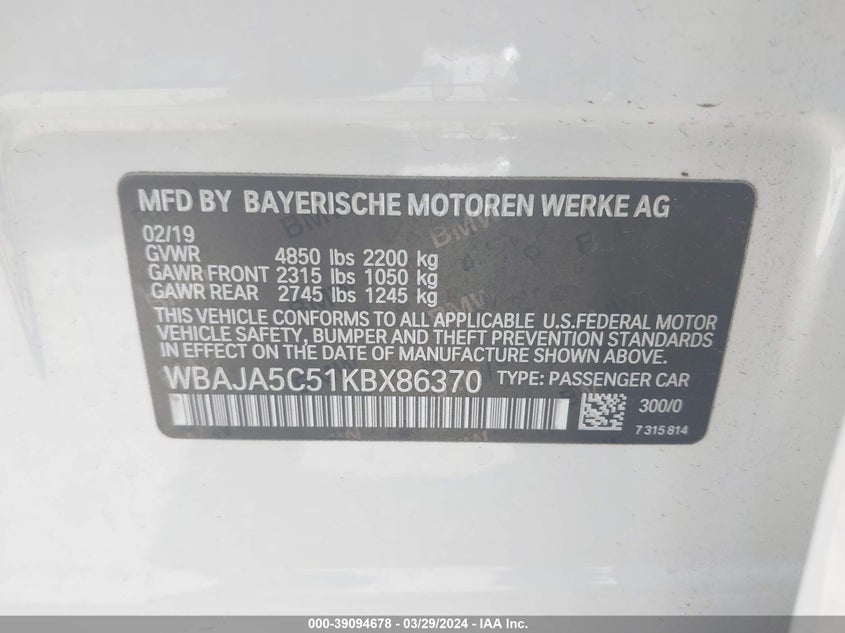 MFD BY BAYERISCHE MOTOREN WERKE AG
02/19
GVWR 4850 lbs 2200 kg
GAWR FRONT 2315 lbs 1050 kg
GAWR REAR 2745 lbs 1245 kg
THIS VEHICLE CONFORMS TO ALL APPLICABLE U.S.FEDERAL MOTOR
VEHICLE SAFETY, BUMPER AND THEFT PREVENTION STANDARDS
IN EFFECT ON THE DATE OF MANUFACTURE SHOWN ABOVE.
WBAJA5C51KBX86370 TYPE: PASSENGER CAR
300/0
7 315 814
000-39094678 - 03/29/2024 - IAA Inc.